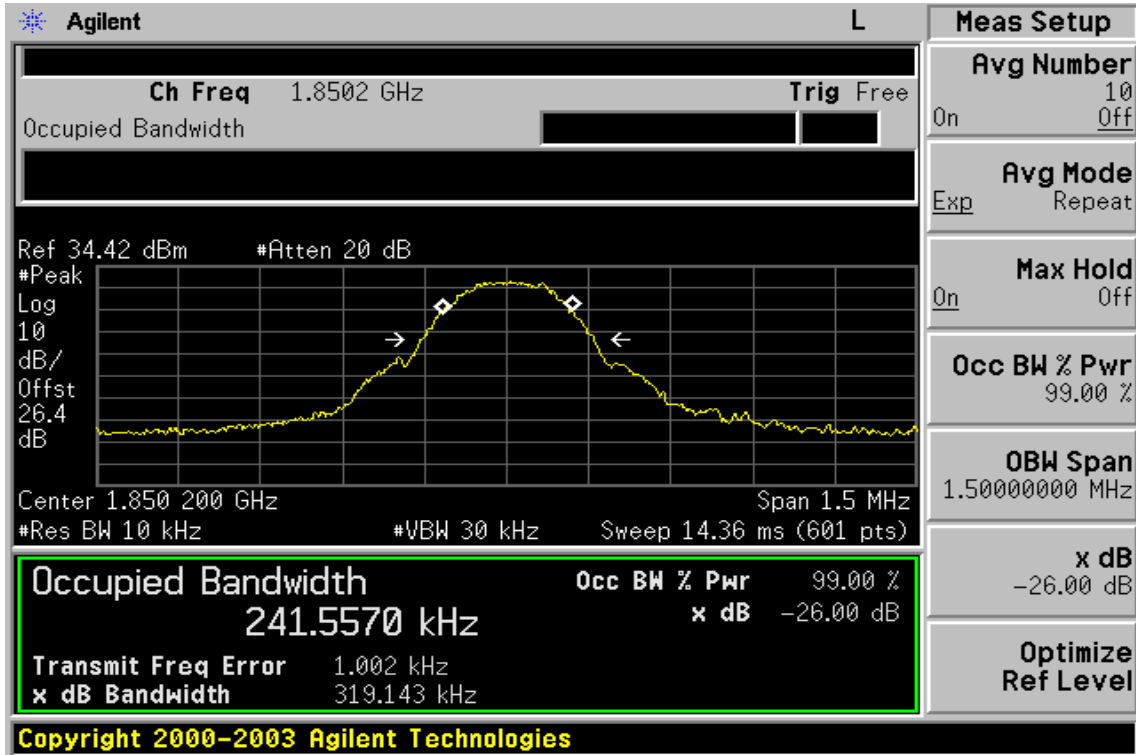 Agilent L
Ch Freq 1.8502 GHz Trig Free
Occupied Bandwidth
Ref 34.42 dBm #Atten 20 dB
#Peak
Log
10
dB/
Offst
26.4
dB
Center 1.850 200 GHz Span 1.5 MHz
#Res BW 10 kHz #VBW 30 kHz Sweep 14.36 ms (601 pts)
Occupied Bandwidth Occ BW % Pwr 99.00 %
241.5570 kHz x dB -26.00 dB
Transmit Freq Error 1.002 kHz
x dB Bandwidth 319.143 kHz
Copyright 2000-2003 Agilent Technologies
Meas Setup
Avg Number
10
On Off
Avg Mode
Exp Repeat
Max Hold
On Off
Occ BW % Pwr
99.00 %
OBW Span
1.50000000 MHz
x dB
-26.00 dB
Optimize
Ref Level